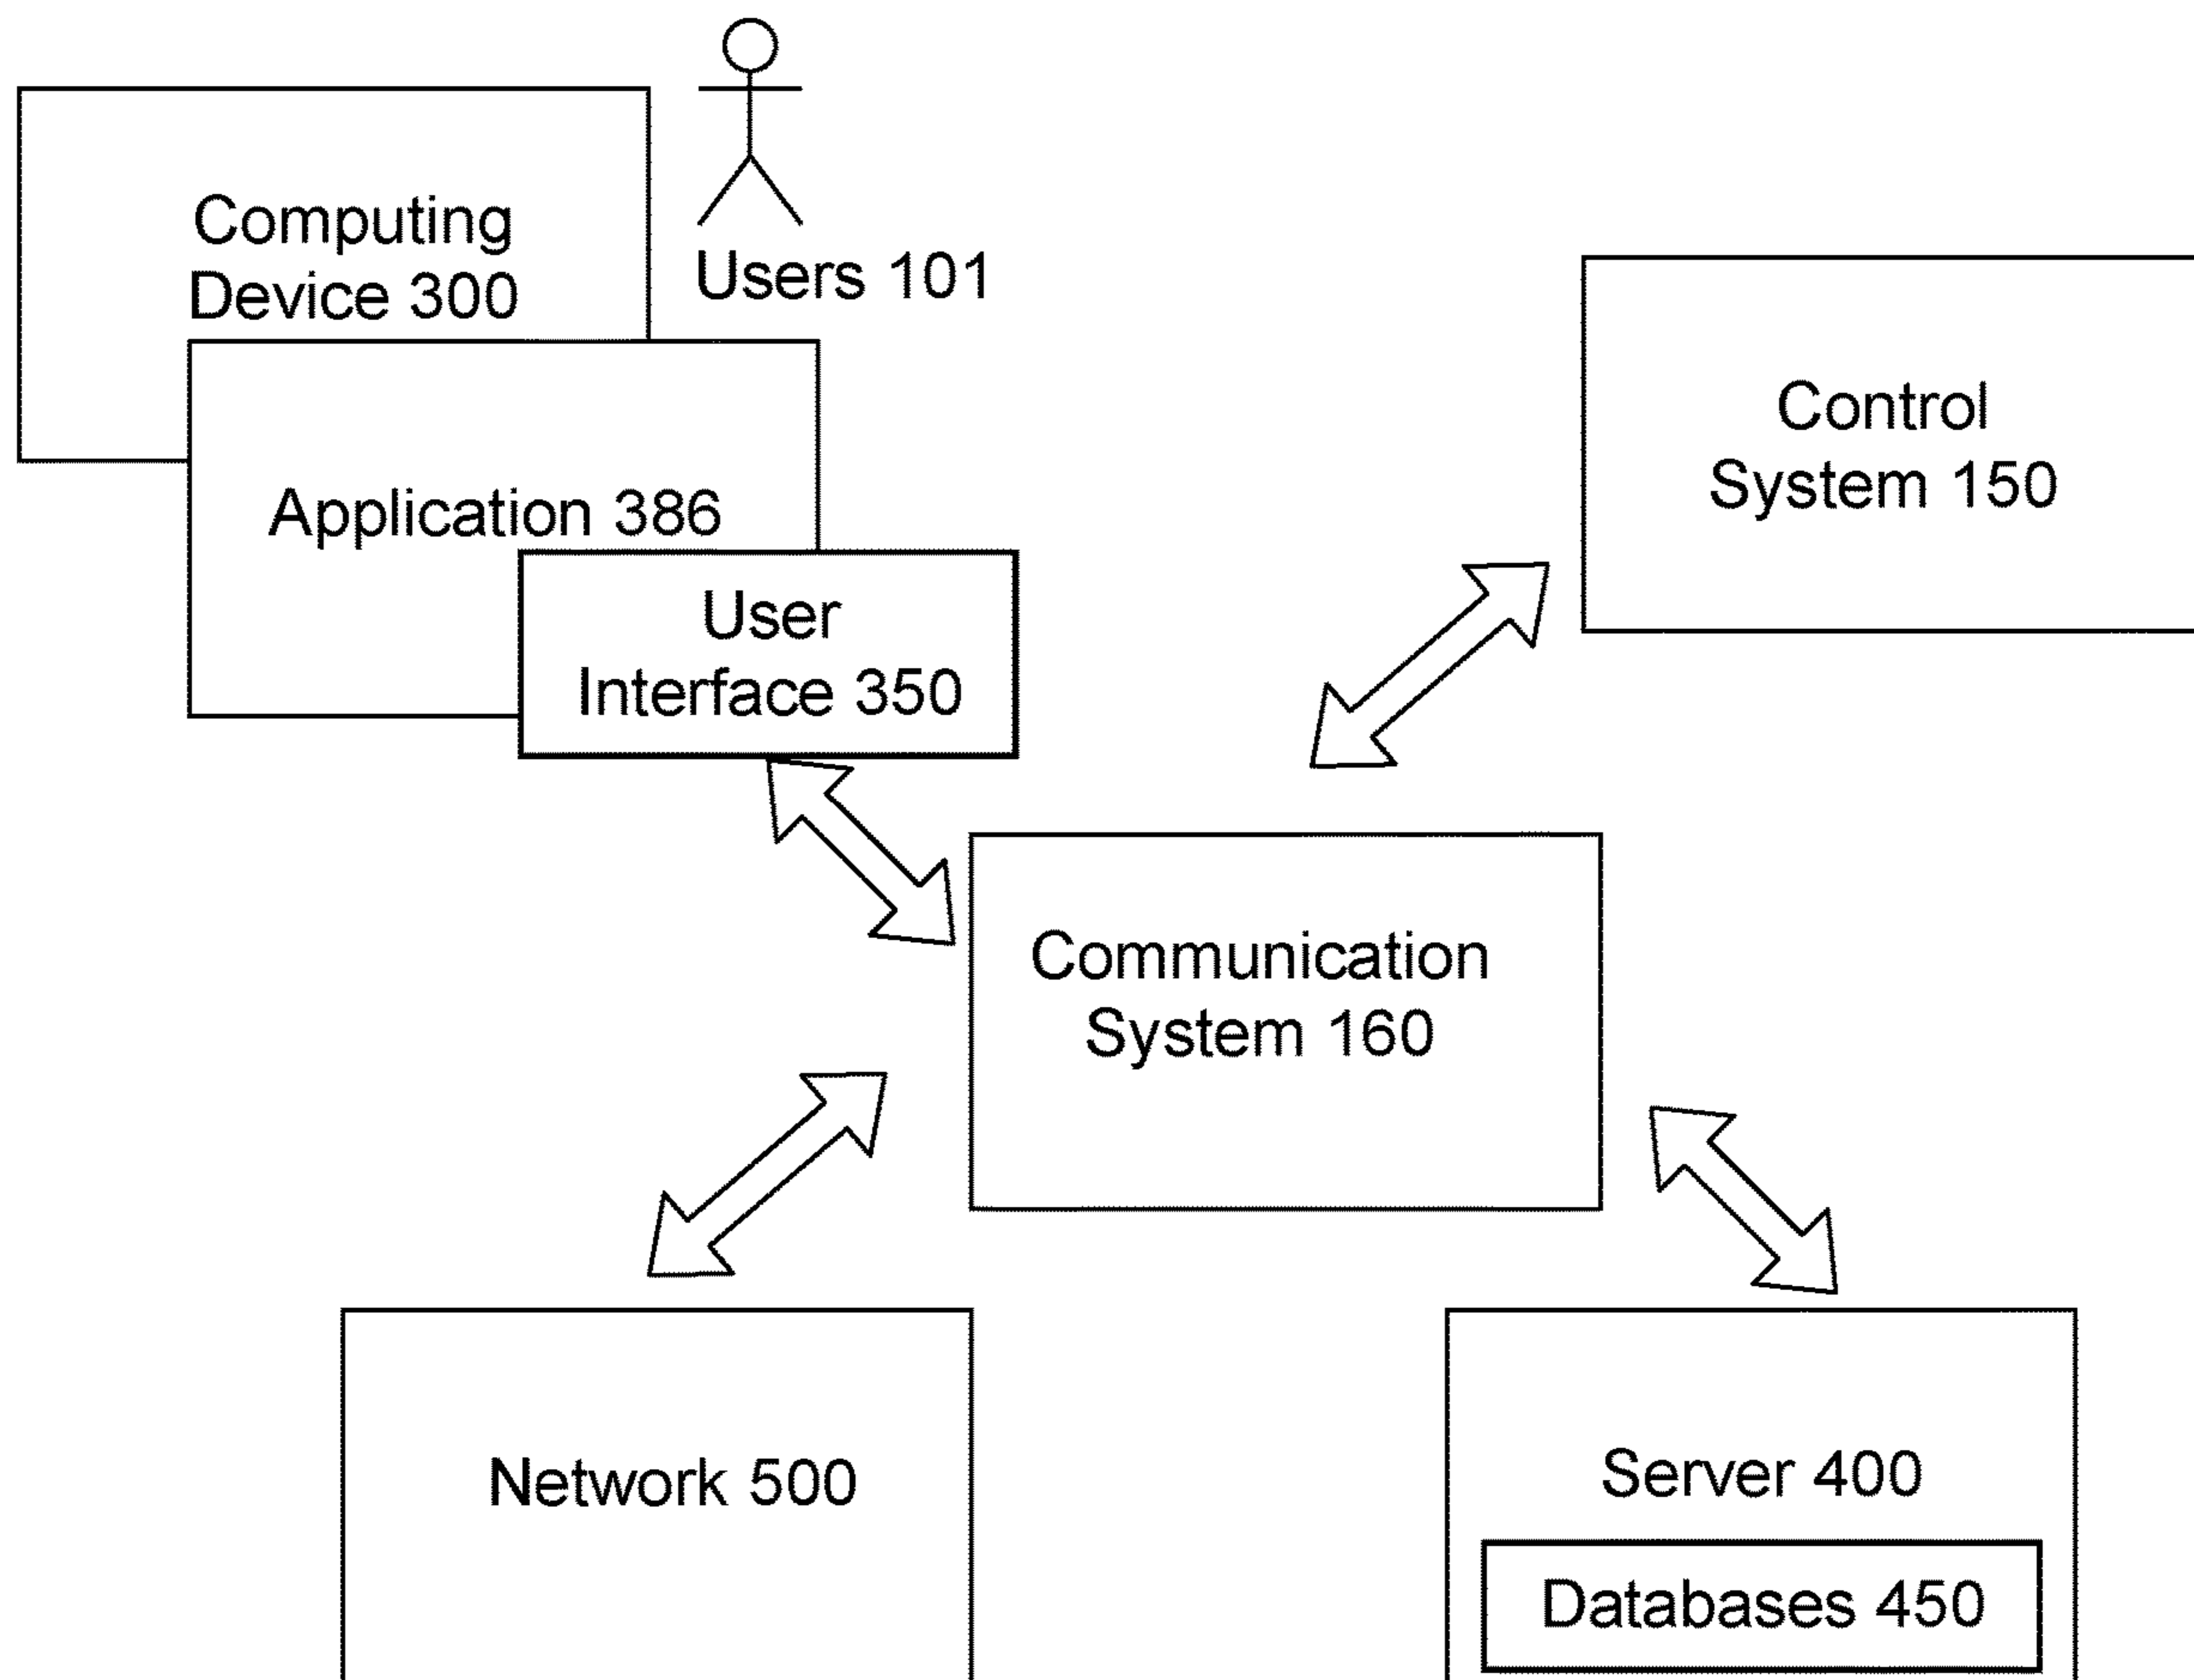 Computing
Device 300
Users 101
Application 386
User
Interface 350
Control
System 150
Communication
System 160
Network 500
Server 400
Databases 450